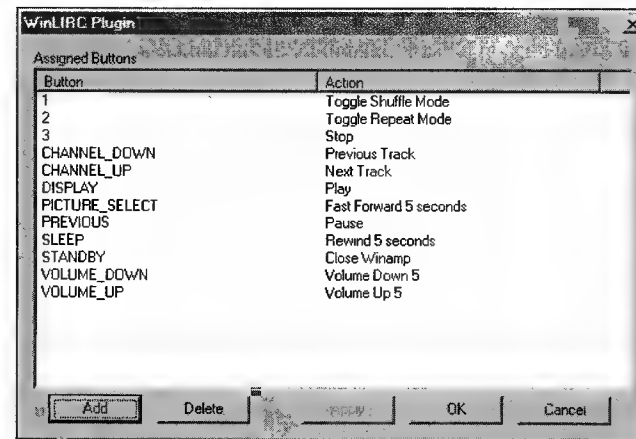 WinLIRC Plugin
Assigned Buttons
Button Action
1 Toggle Shuffle Mode
2 Toggle Repeat Mode
3 Stop
CHANNEL_DOWN Previous Track
CHANNEL_UP Next Track
DISPLAY Play
PICTURE_SELECT Fast Forward 5 seconds
PREVIOUS Pause
SLEEP Rewind 5 seconds
STANDBY Close Winamp
VOLUME_DOWN Volume Down 5
VOLUME_UP Volume Up 5
Add Delete Apply OK Cancel